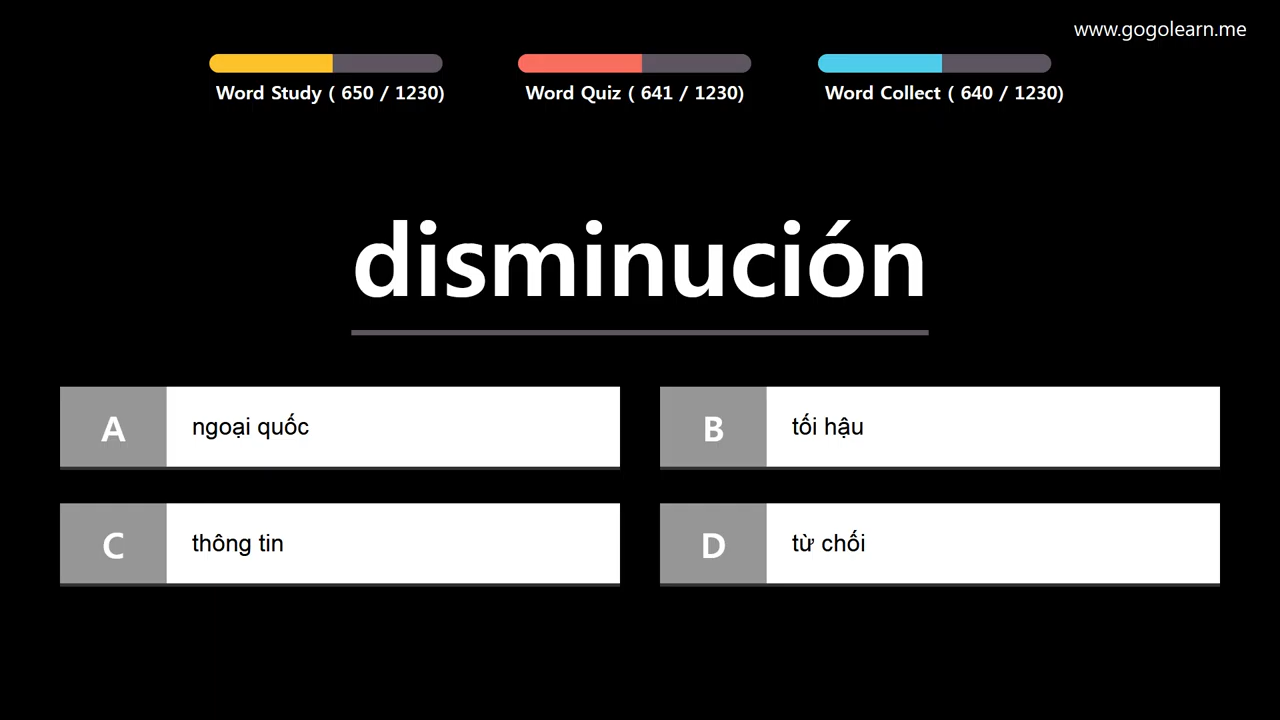 www.gogolearn.me
Word Study ( 650 / 1230)
Word Quiz ( 641 / 1230)
Word Collect ( 640 / 1230)
disminución
A ngoại quốc
B tối hậu
C thông tin
D từ chối